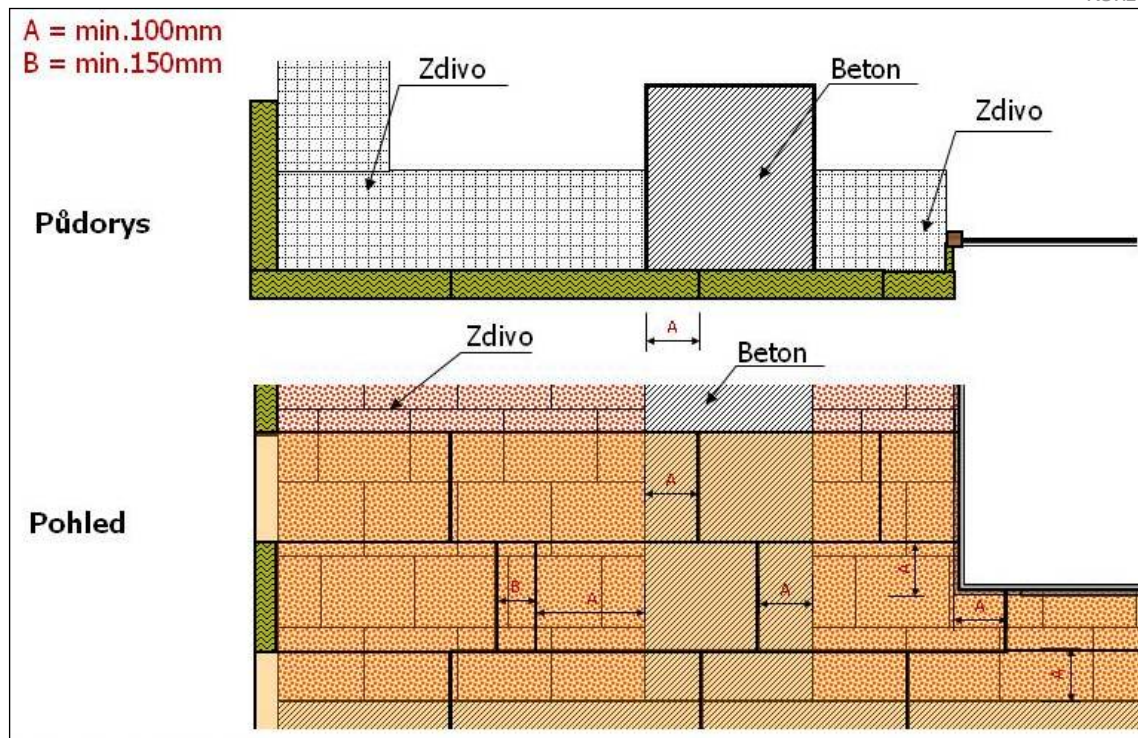 A = min.100mm
B = min.150mm
Zdivo
Beton
Zdivo
Půdorys
A
Zdivo
Beton
A
Pohled
A
B
A
A
A
A